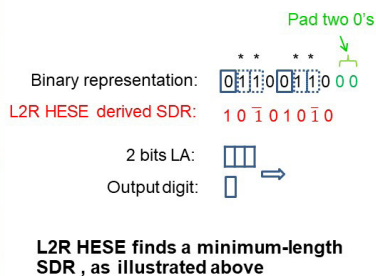 Pad two 0's
* * * *
Binary representation: 0 1 1 0 0 1 1 0 0 0
L2R HESE derived SDR: 1 0 1̅ 0 1 0 1̅ 0
2 bits LA:
Output digit:
L2R HESE finds a minimum-length
SDR , as illustrated above